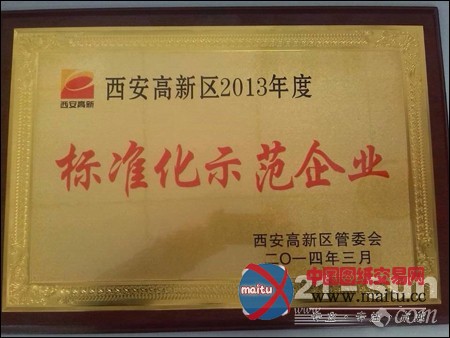 西安高新
西安高新区2013年度
标准化示范企业
西安高新区管委会
二〇一四年三月
maitu
中国图纸交易网
www.maitu.cc